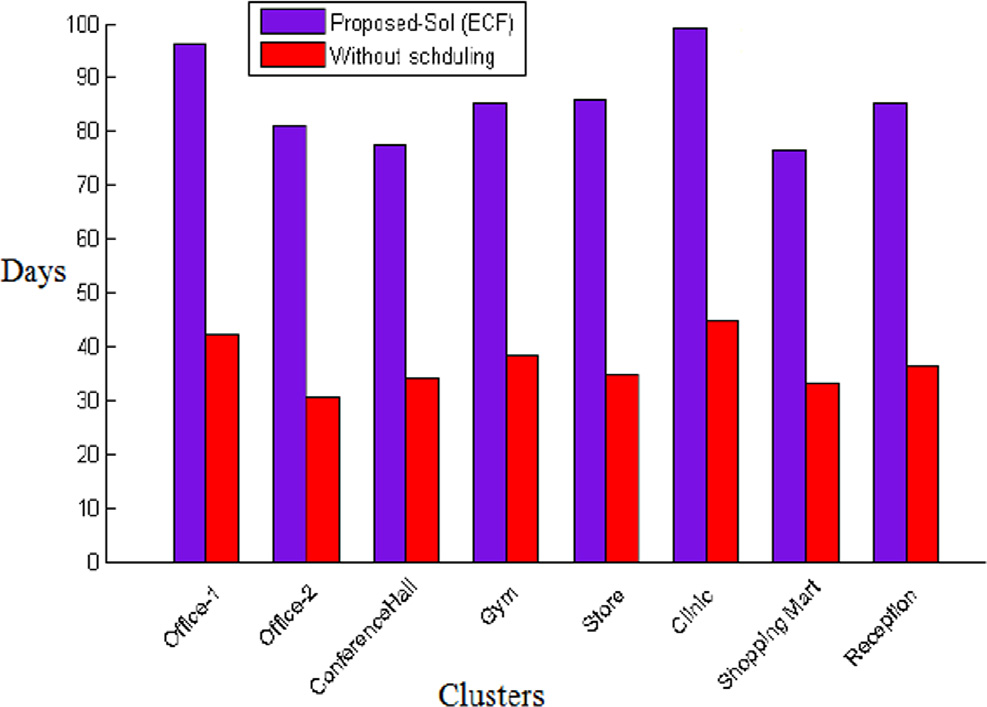 Proposed-Sol (ECF)
Without schduling
100
90
80
70
60
50
40
30
20
10
0
Days
Office-1
Office-2
ConferenceHall
Gym
Store
Clinic
Shopping Mart
Reception
Clusters